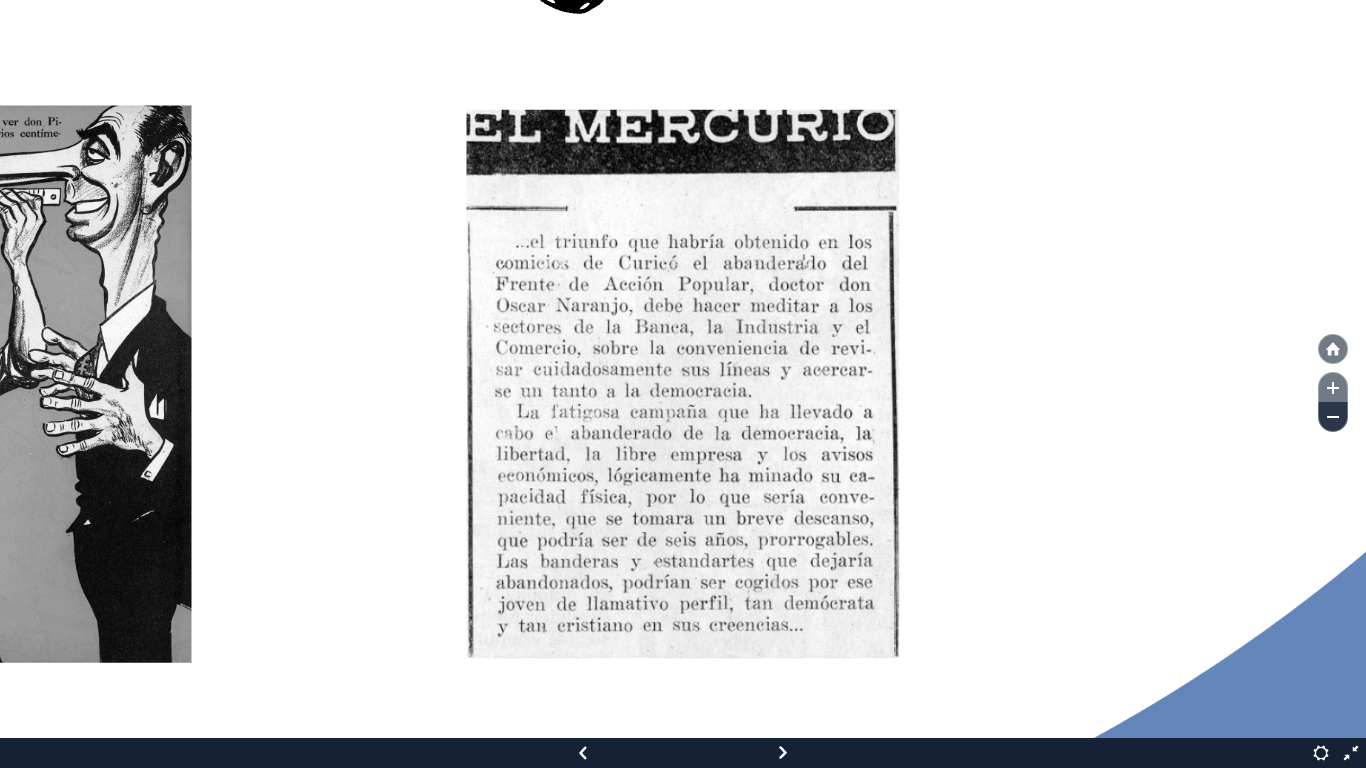 ver don Pi-
ios centíme-
EL MERCURIO
...el triunfo que habría obtenido en los
comicios de Curicó el abanderado del
Frente de Acción Popular, doctor don
Oscar Naranjo, debe hacer meditar a los
sectores de la Banca, la Industria y el
Comercio, sobre la conveniencia de revi-
sar cuidadosamente sus líneas y acercar-
se un tanto a la democracia.
La fatigosa campaña que ha llevado a
cabo el abanderado de la democracia, la
libertad, la libre empresa y los avisos
económicos, lógicamente ha minado su ca-
pacidad física, por lo que sería conve-
niente, que se tomara un breve descanso,
que podría ser de seis años, prorrogables.
Las banderas y estandartes que dejaría
abandonados, podrían ser cogidos por ese
joven de llamativo perfil, tan demócrata
y tan cristiano en sus creencias...